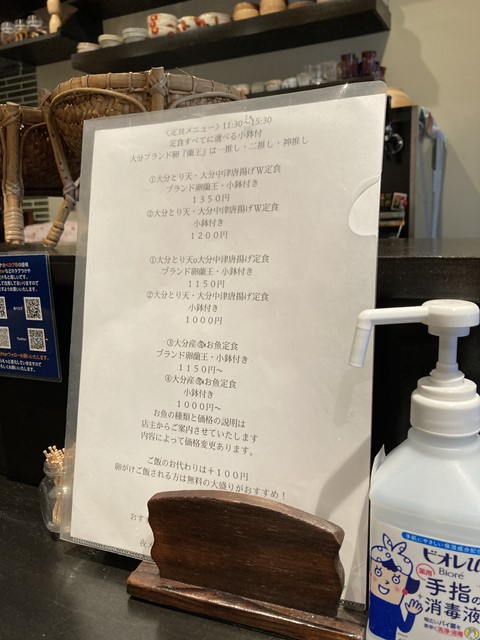 〈定食メニュー〉11:30〜15:30
定食すべてに選べる小鉢付
大分ブランド卵『蘭王』は一推し・二推し・神推し
①大分とり天・大分中津唐揚げW定食
ブランド卵蘭王・小鉢付き
1350円
②大分とり天・大分中津唐揚げW定食
小鉢付き
1200円
①大分とり天o大分中津唐揚げ定食
ブランド卵蘭王・小鉢付き
1150円
②大分とり天・大分中津唐揚げ定食
小鉢付き
1000円
③大分産お魚定食
ブランド卵蘭王・小鉢付き
1150円〜
④大分産お魚定食
小鉢付き
1000円〜
お魚の種類と価格の説明は
店主からご案内させていたします
内容によって価格変更あります。
ご飯のお代わりは+100円
卵がけご飯される方は無料の大盛りがおすすめ!
おす
Twitter
ビオレu
Bioré
薬用
手指の
消毒液